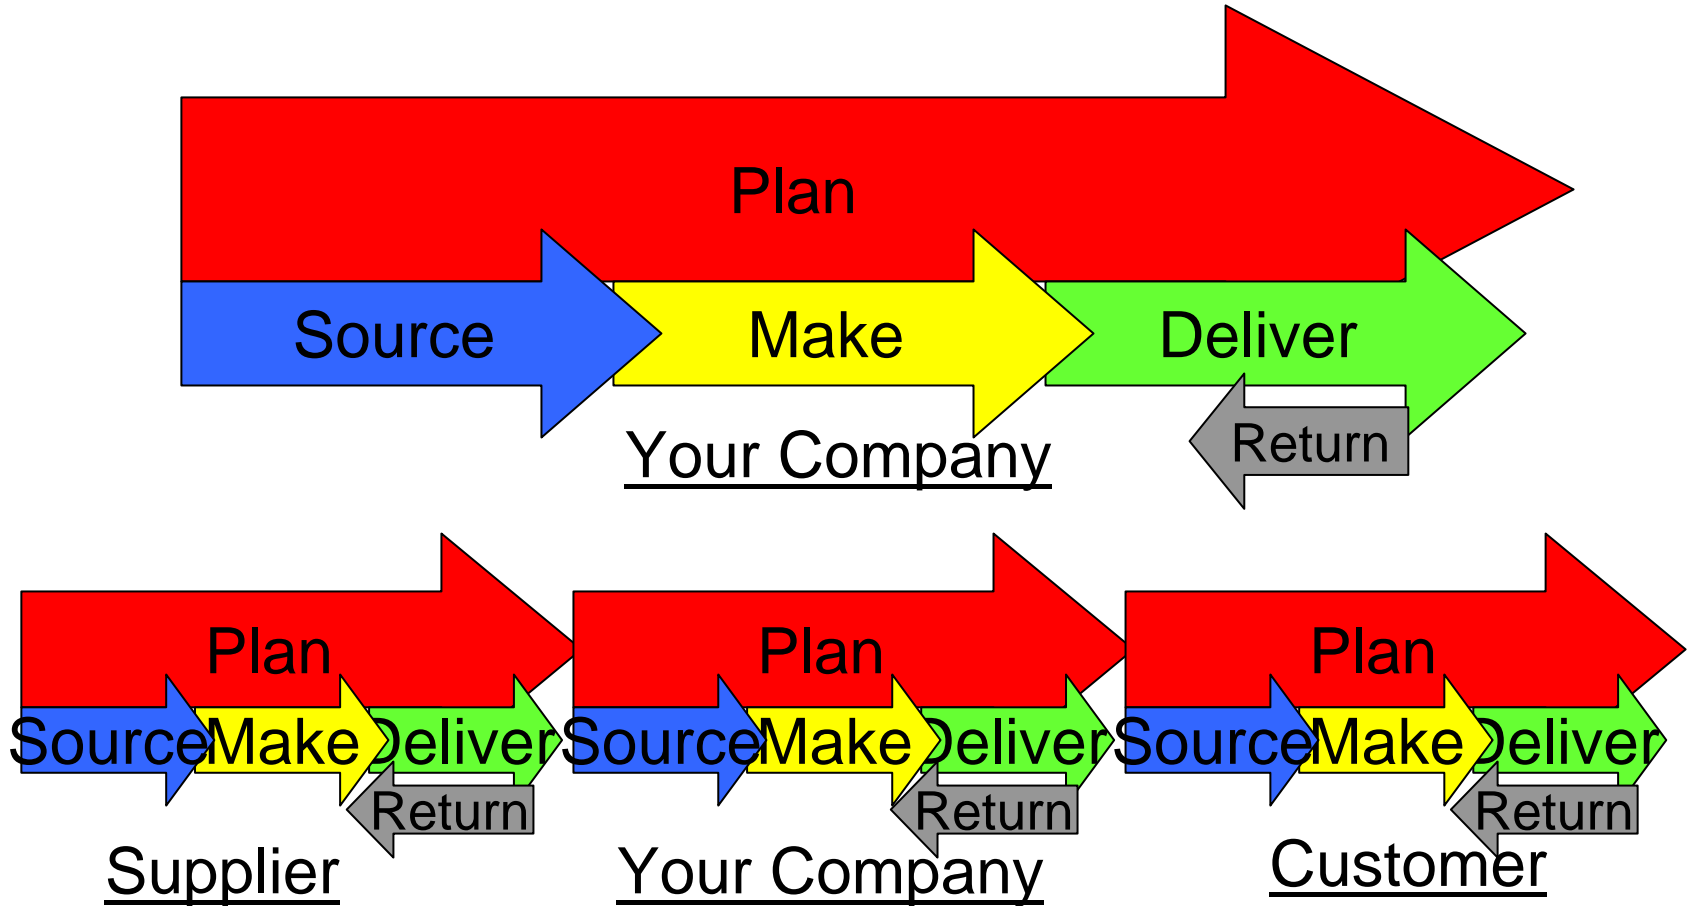 Plan
Source Make Deliver
Your Company Return
Plan Plan Plan
Source Make Deliver Source Make Deliver Source Make Deliver
Return Return Return
Supplier Your Company Customer